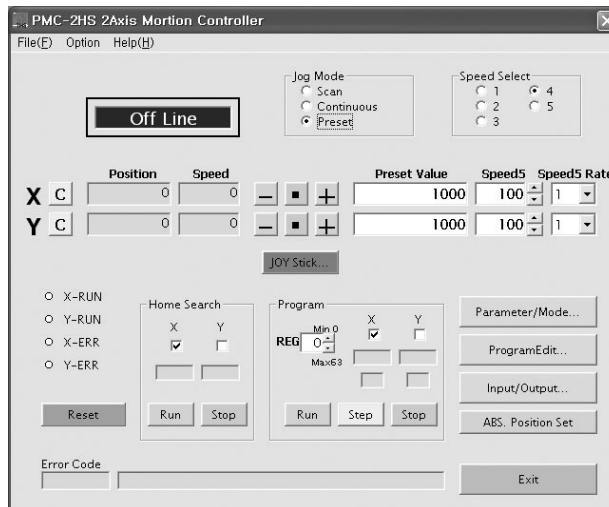 PMC-2HS 2Axis Mortion Controller
File(F) Option Help(H)
Jog Mode
Scan
Continuous
Preset
Speed Select
1 4
2 5
3
Off Line
Position Speed Preset Value Speed5 Speed5 Rate
X C 0 0 1000 100 1
Y C 0 0 1000 100 1
JOY Stick...
X-RUN
Y-RUN
X-ERR
Y-ERR
Reset
Home Search
X Y
Run Stop
Program
X Y
Min 0
REG 0
Max63
Run Step Stop
Parameter/Mode...
ProgramEdit...
Input/Output...
ABS. Position Set
Error Code
Exit